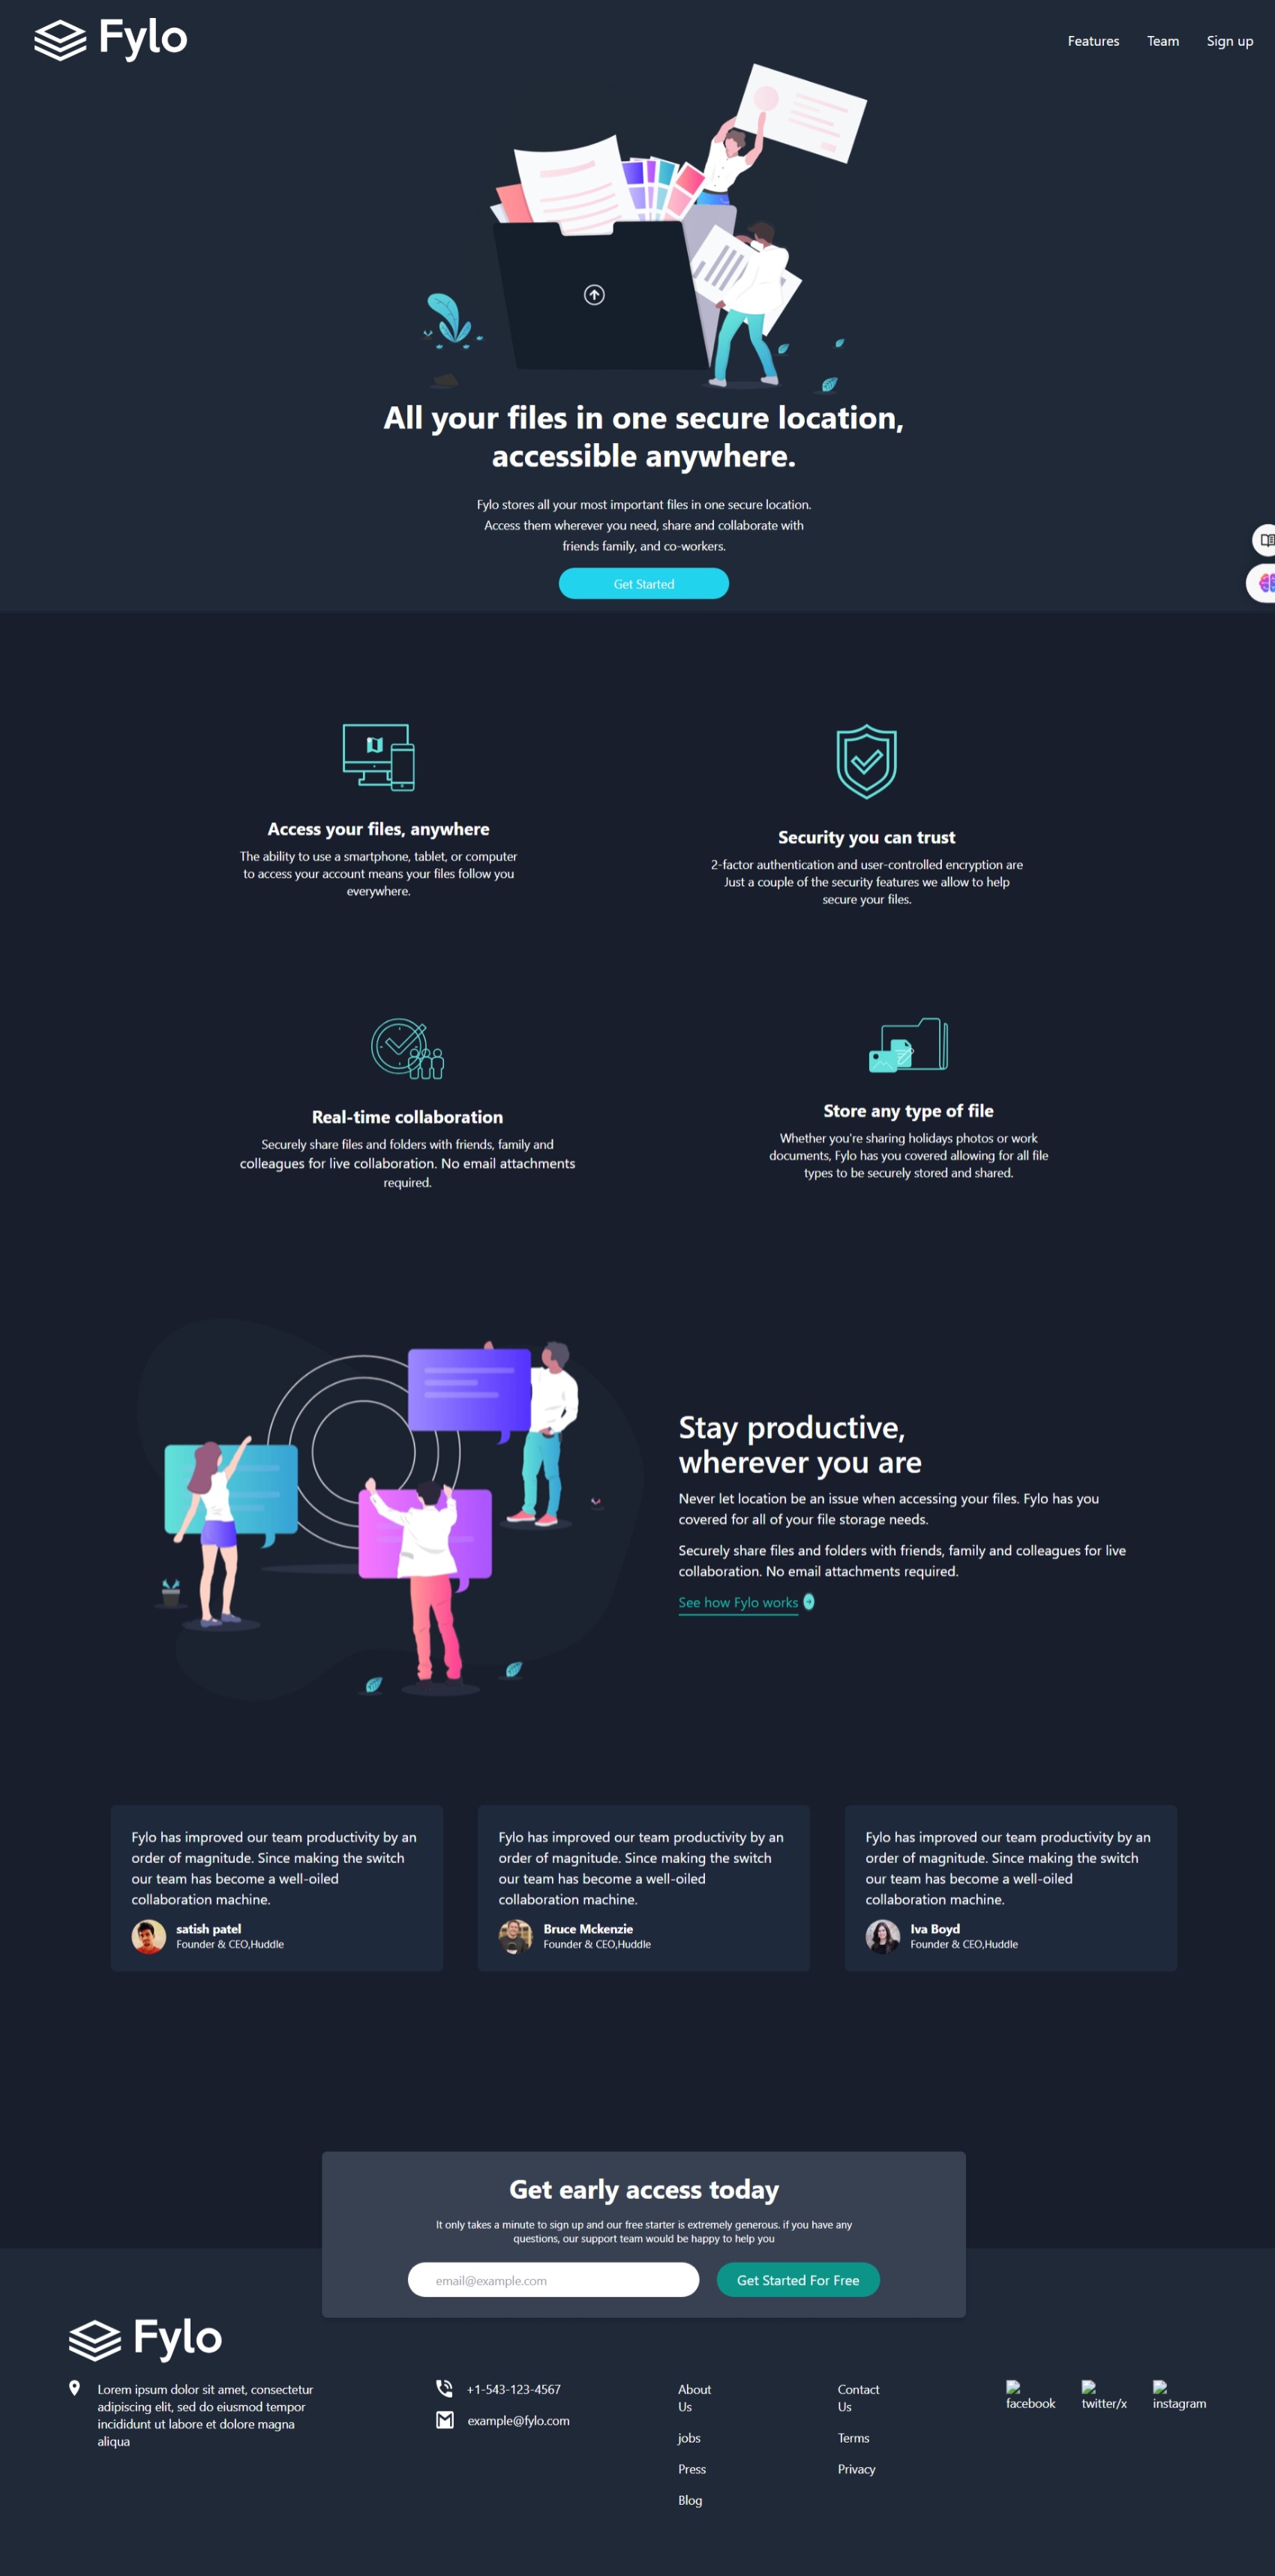 Fylo
Features
Team
Sign up
All your files in one secure location,
accessible anywhere.
Fylo stores all your most important files in one secure location.
Access them wherever you need, share and collaborate with
friends family, and co-workers.
Get Started
Access your files, anywhere
The ability to use a smartphone, tablet, or computer
to access your account means your files follow you
everywhere.
Security you can trust
2-factor authentication and user-controlled encryption are
Just a couple of the security features we allow to help
secure your files.
Real-time collaboration
Securely share files and folders with friends, family and
colleagues for live collaboration. No email attachments
required.
Store any type of file
Whether you're sharing holidays photos or work
documents, Fylo has you covered allowing for all file
types to be securely stored and shared.
Stay productive,
wherever you are
Never let location be an issue when accessing your files. Fylo has you
covered for all of your file storage needs.
Securely share files and folders with friends, family and colleagues for live
collaboration. No email attachments required.
See how Fylo works
Fylo has improved our team productivity by an
order of magnitude. Since making the switch
our team has become a well-oiled
collaboration machine.
satish patel
Founder & CEO,Huddle
Fylo has improved our team productivity by an
order of magnitude. Since making the switch
our team has become a well-oiled
collaboration machine.
Bruce Mckenzie
Founder & CEO,Huddle
Fylo has improved our team productivity by an
order of magnitude. Since making the switch
our team has become a well-oiled
collaboration machine.
Iva Boyd
Founder & CEO,Huddle
Get early access today
It only takes a minute to sign up and our free starter is extremely generous. if you have any
questions, our support team would be happy to help you
email@example.com
Get Started For Free
Fylo
Lorem ipsum dolor sit amet, consectetur
adipiscing elit, sed do eiusmod tempor
incididunt ut labore et dolore magna
aliqua
+1-543-123-4567
example@fylo.com
About
Us
jobs
Press
Blog
Contact
Us
Terms
Privacy
facebook
twitter/x
instagram